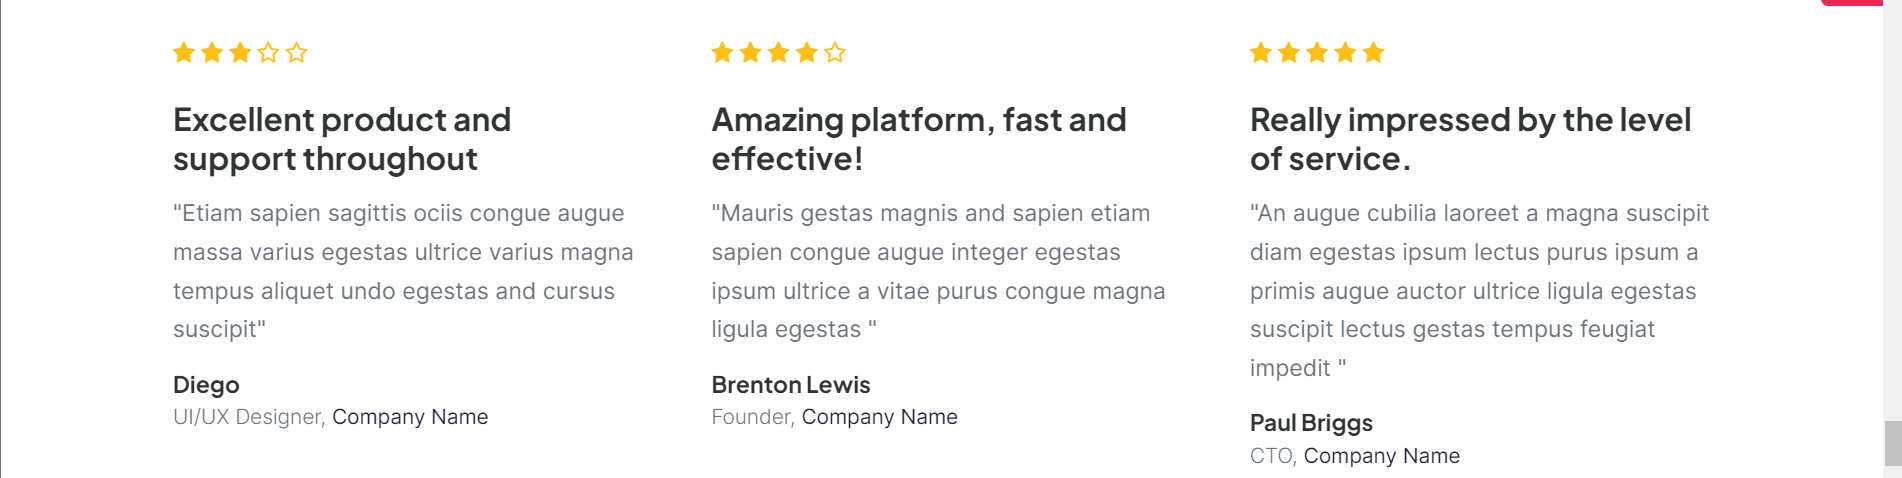 Excellent product and
support throughout
"Etiam sapien sagittis ociis congue augue
massa varius egestas ultrice varius magna
tempus aliquet undo egestas and cursus
suscipit"
Diego
UI/UX Designer, Company Name
Amazing platform, fast and
effective!
"Mauris gestas magnis and sapien etiam
sapien congue augue integer egestas
ipsum ultrice a vitae purus congue magna
ligula egestas "
Brenton Lewis
Founder, Company Name
Really impressed by the level
of service.
"An augue cubilia laoreet a magna suscipit
diam egestas ipsum lectus purus ipsum a
primis augue auctor ultrice ligula egestas
suscipit lectus gestas tempus feugiat
impedit "
Paul Briggs
CTO, Company Name